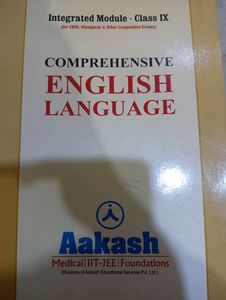 Integrated Module - Class IX
(for CBSE, Olympiads & Other Competitive Exams)
COMPREHENSIVE
ENGLISH
LANGUAGE
Aakash
Medical | IIT-JEE | Foundations
(Divisions of Aakash Educational Services Pvt. Ltd.)